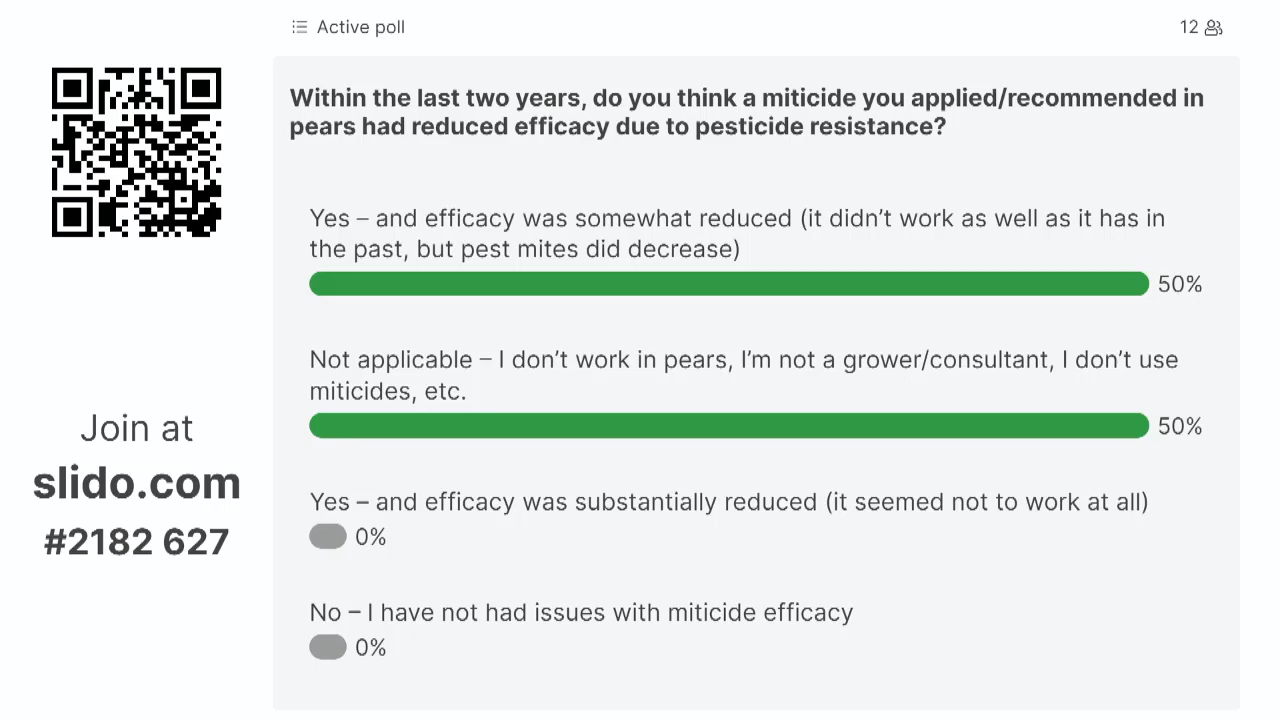 Active poll
12
Within the last two years, do you think a miticide you applied/recommended in
pears had reduced efficacy due to pesticide resistance?
Yes – and efficacy was somewhat reduced (it didn’t work as well as it has in
the past, but pest mites did decrease)
50%
Not applicable – I don’t work in pears, I’m not a grower/consultant, I don’t use
miticides, etc.
50%
Yes – and efficacy was substantially reduced (it seemed not to work at all)
0%
No – I have not had issues with miticide efficacy
0%
Join at
slido.com
#2182 627